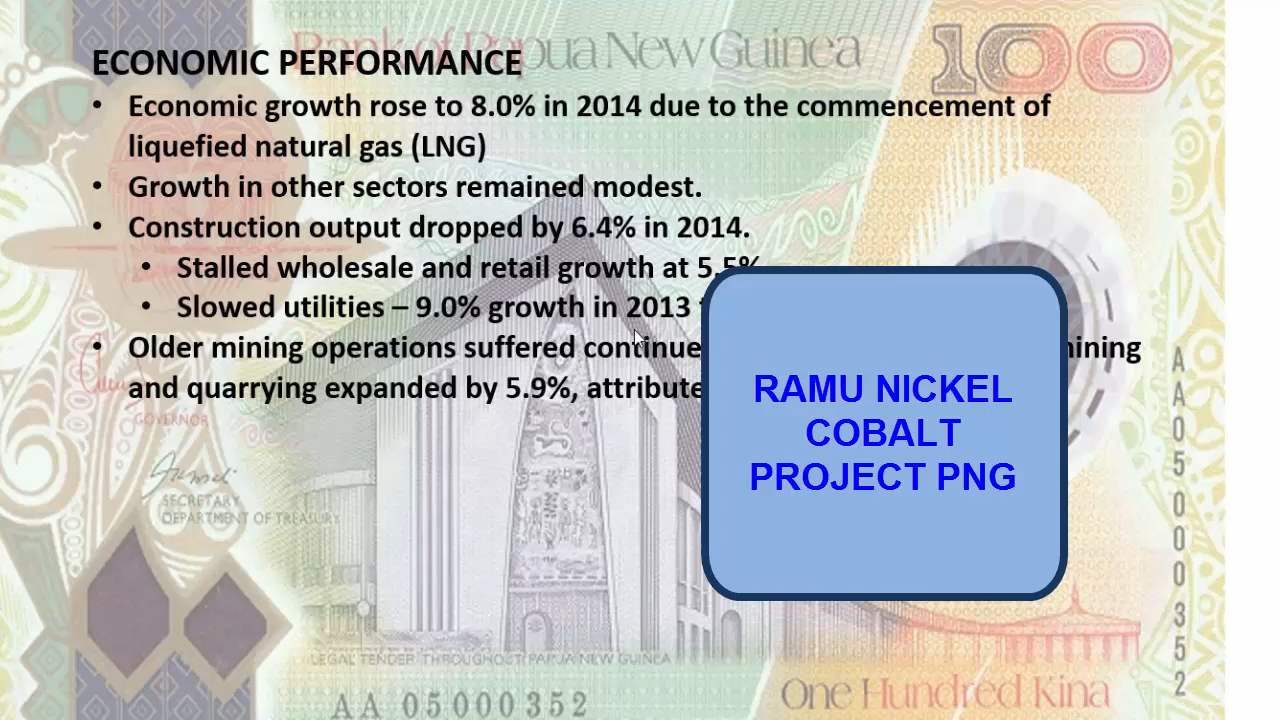 Bank of Papua New Guinea
100
ECONOMIC PERFORMANCE
• Economic growth rose to 8.0% in 2014 due to the commencement of
liquefied natural gas (LNG)
• Growth in other sectors remained modest.
• Construction output dropped by 6.4% in 2014.
• Stalled wholesale and retail growth at 5.5%
• Slowed utilities – 9.0% growth in 2013
• Older mining operations suffered mining
and quarrying expanded by 5.9%,
RAMU NICKEL
COBALT
PROJECT PNG
GOVERNOR
SECRETARY
DEPARTMENT OF TREASURY
LEGAL TENDER THROUGHOUT PAPUA NEW GUINEA
AA 05000352
One Hundred Kina
AA05000352